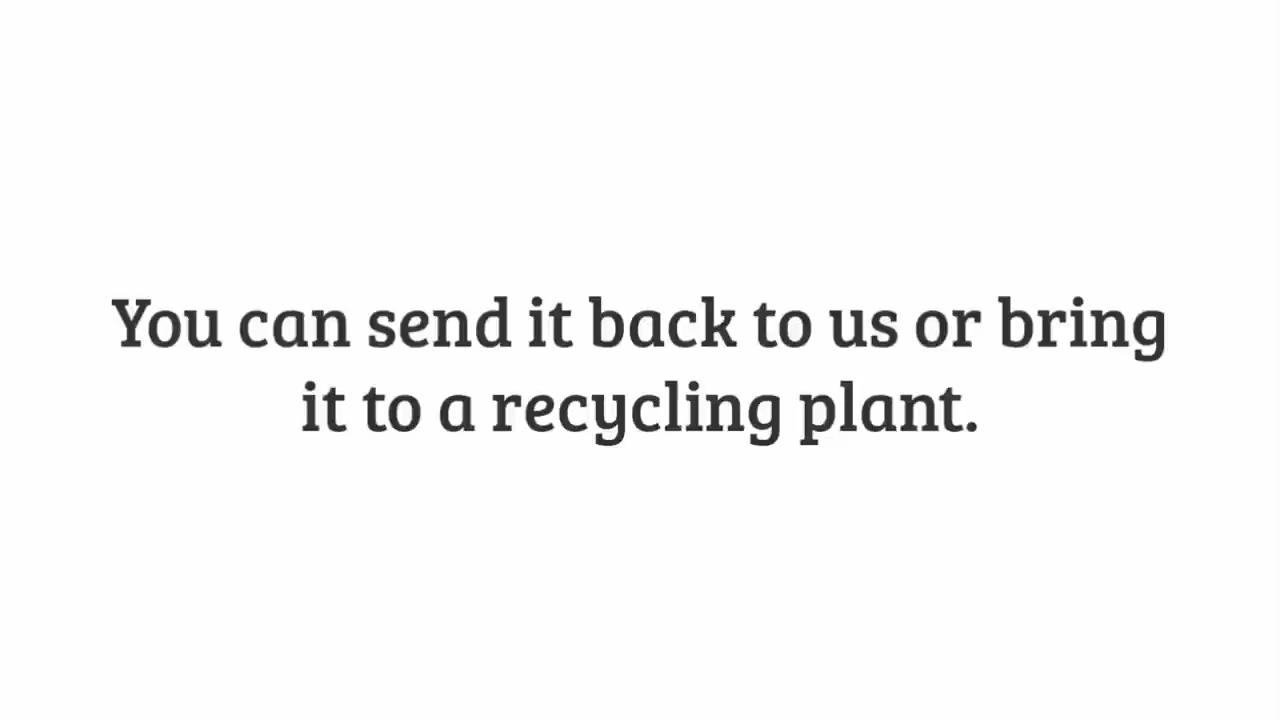 You can send it back to us or bring
it to a recycling plant.